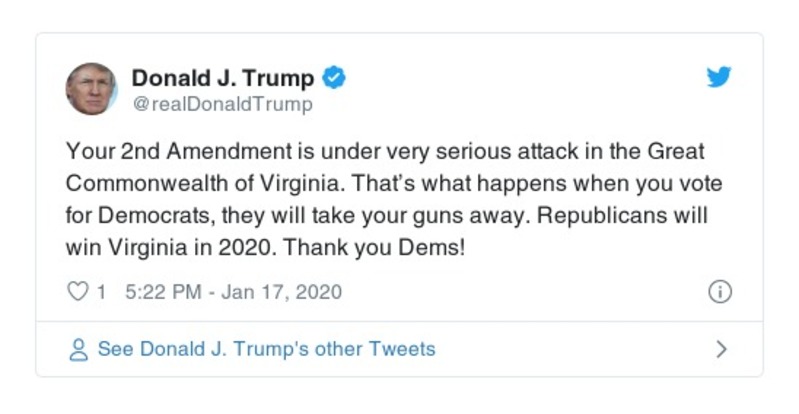 Donald J. Trump
@realDonaldTrump
Your 2nd Amendment is under very serious attack in the Great
Commonwealth of Virginia. That’s what happens when you vote
for Democrats, they will take your guns away. Republicans will
win Virginia in 2020. Thank you Dems!
1 5:22 PM - Jan 17, 2020
See Donald J. Trump's other Tweets